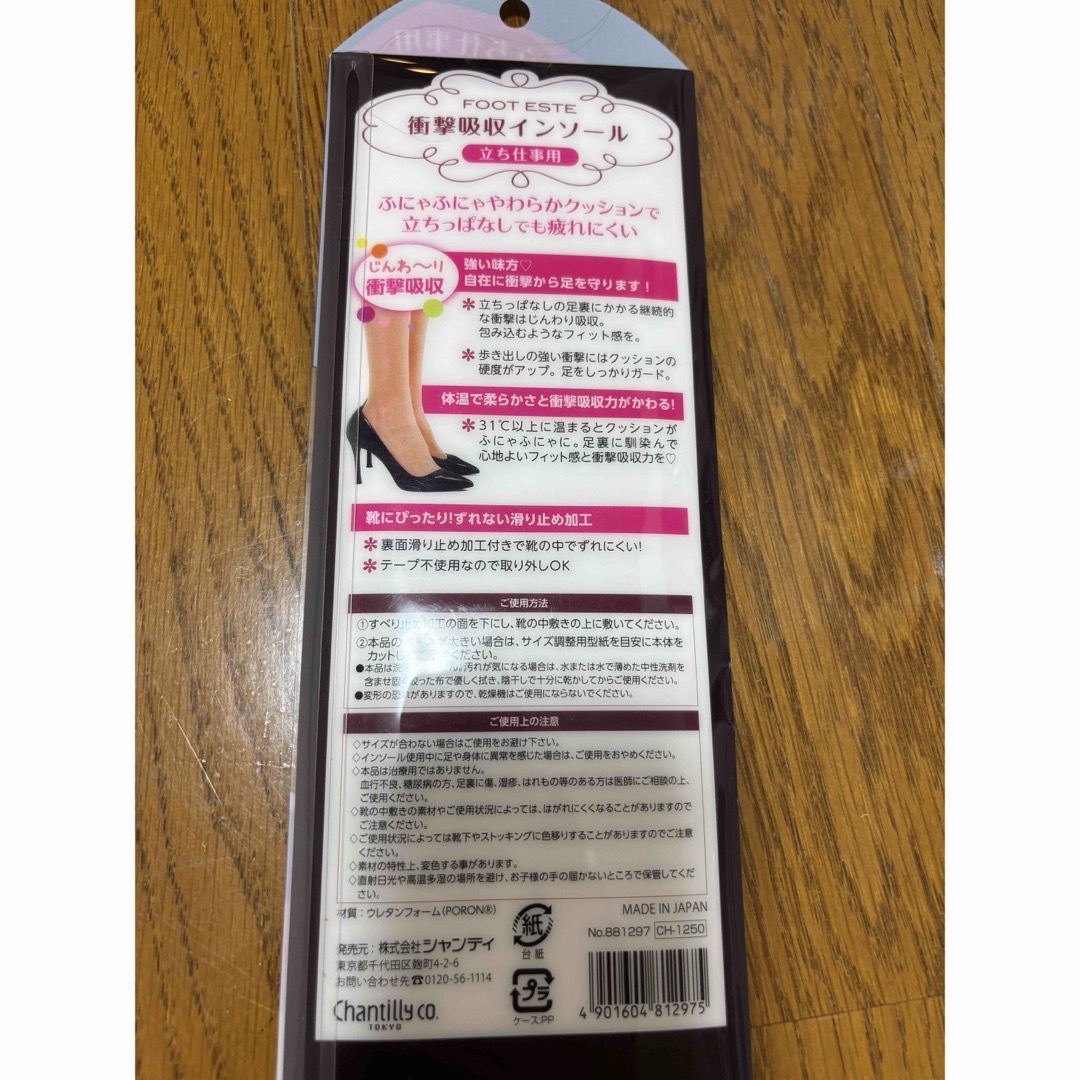 FOOT ESTE
衝撃吸収インソール
立ち仕事用
ふにゃふにゃやわらかクッションで
立ちっぱなしでも疲れにくい
じんわ〜り
衝撃吸収
強い味方♡
自在に衝撃から足を守ります!
＊立ちっぱなしの足裏にかかる継続的
な衝撃はじんわり吸収。
包み込むようなフィット感を。
＊歩き出しの強い衝撃にはクッションの
硬度がアップ。足をしっかりガード。
体温で柔らかさと衝撃吸収力がかわる!
＊31℃以上に温まるとクッションが
ふにゃふにゃに。足裏に馴染んで
心地よいフィット感と衝撃吸収力を♡
靴にぴったり!ずれない滑り止め加工
＊裏面滑り止め加工付きで靴の中でずれにくい!
＊テープ不使用なので取り外しOK
ご使用方法
①すべり止め加工の面を下にし、靴の中敷きの上に敷いてください。
②本品の大きい場合は、サイズ調整用型紙を目安に本体を
カットし ください。
●本品は洗 汚れが気になる場合は、水または水で薄めた中性洗剤を
含ませ固く絞った布で優しく拭き、陰干しで十分に乾かしてからご使用ください。
●変形の恐れがありますので、乾燥機はご使用にならないでください。
ご使用上の注意
◇サイズが合わない場合はご使用をお避け下さい。
◇インソール使用中に足や身体に異常を感じた場合は、ご使用をおやめください。
◇本品は治療用ではありません。
血行不良、糖尿病の方、足裏に傷、湿疹、はれもの等のある方は医師にご相談の上、
ご使用ください。
◇靴の中敷きの素材やご使用状況によっては、はがれにくくなることがありますので
ご注意ください。
◇ご使用状況によっては靴下やストッキングに色移りすることがありますのでご注意
ください。
◇素材の特性上、変色する事があります。
◇直射日光や高温多湿の場所を避け、お子様の手の届かないところで保管してくだ
さい。
材質：ウレタンフォーム(PORON®)
発売元：株式会社シャンティ
東京都千代田区麹町4-2-6
お問い合わせ先☎0120-56-1114
Chantilly co.
TOKYO
紙
台紙
プラ
ケース:PP
MADE IN JAPAN
No.881297 CH-1250
4 901604 812975